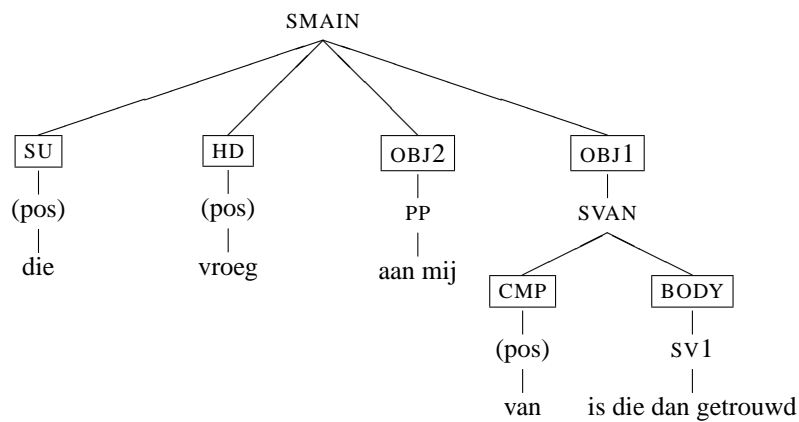 SMAIN
SU HD OBJ2 OBJ1
(pos) (pos) PP SVAN
die vroeg aan mij
CMP BODY
(pos) SV1
van is die dan getrouwd